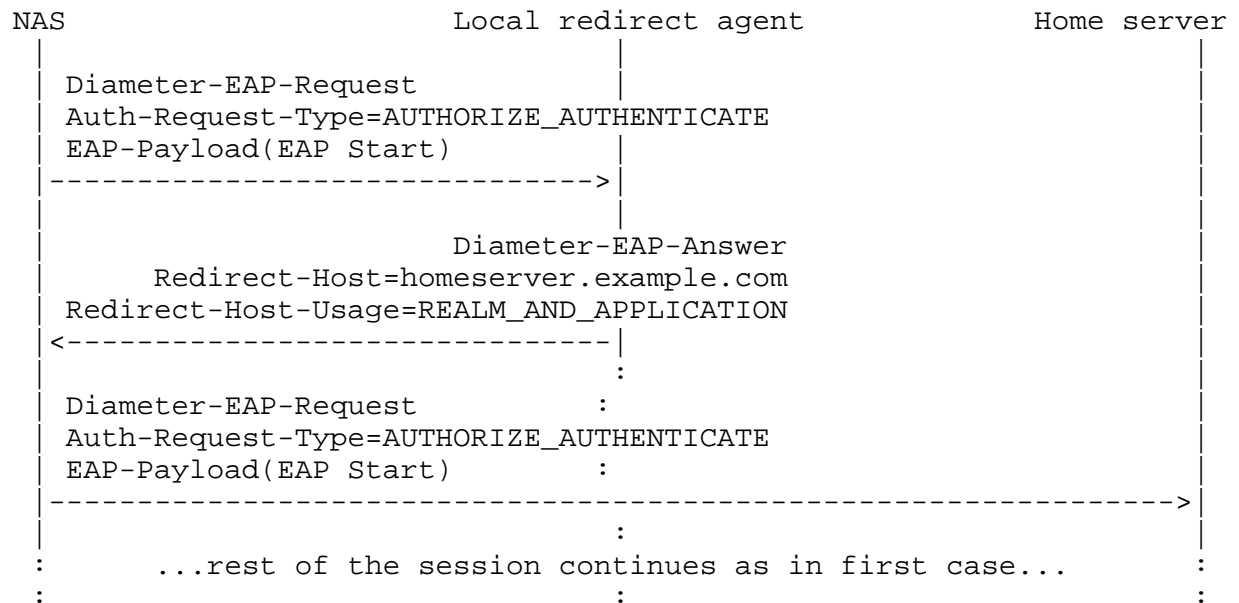 NAS Local redirect agent Home server
Diameter-EAP-Request
Auth-Request-Type=AUTHORIZE_AUTHENTICATE
EAP-Payload(EAP Start)
Diameter-EAP-Answer
Redirect-Host=homeserver.example.com
Redirect-Host-Usage=REALM_AND_APPLICATION
Diameter-EAP-Request
Auth-Request-Type=AUTHORIZE_AUTHENTICATE
EAP-Payload(EAP Start)
...rest of the session continues as in first case...